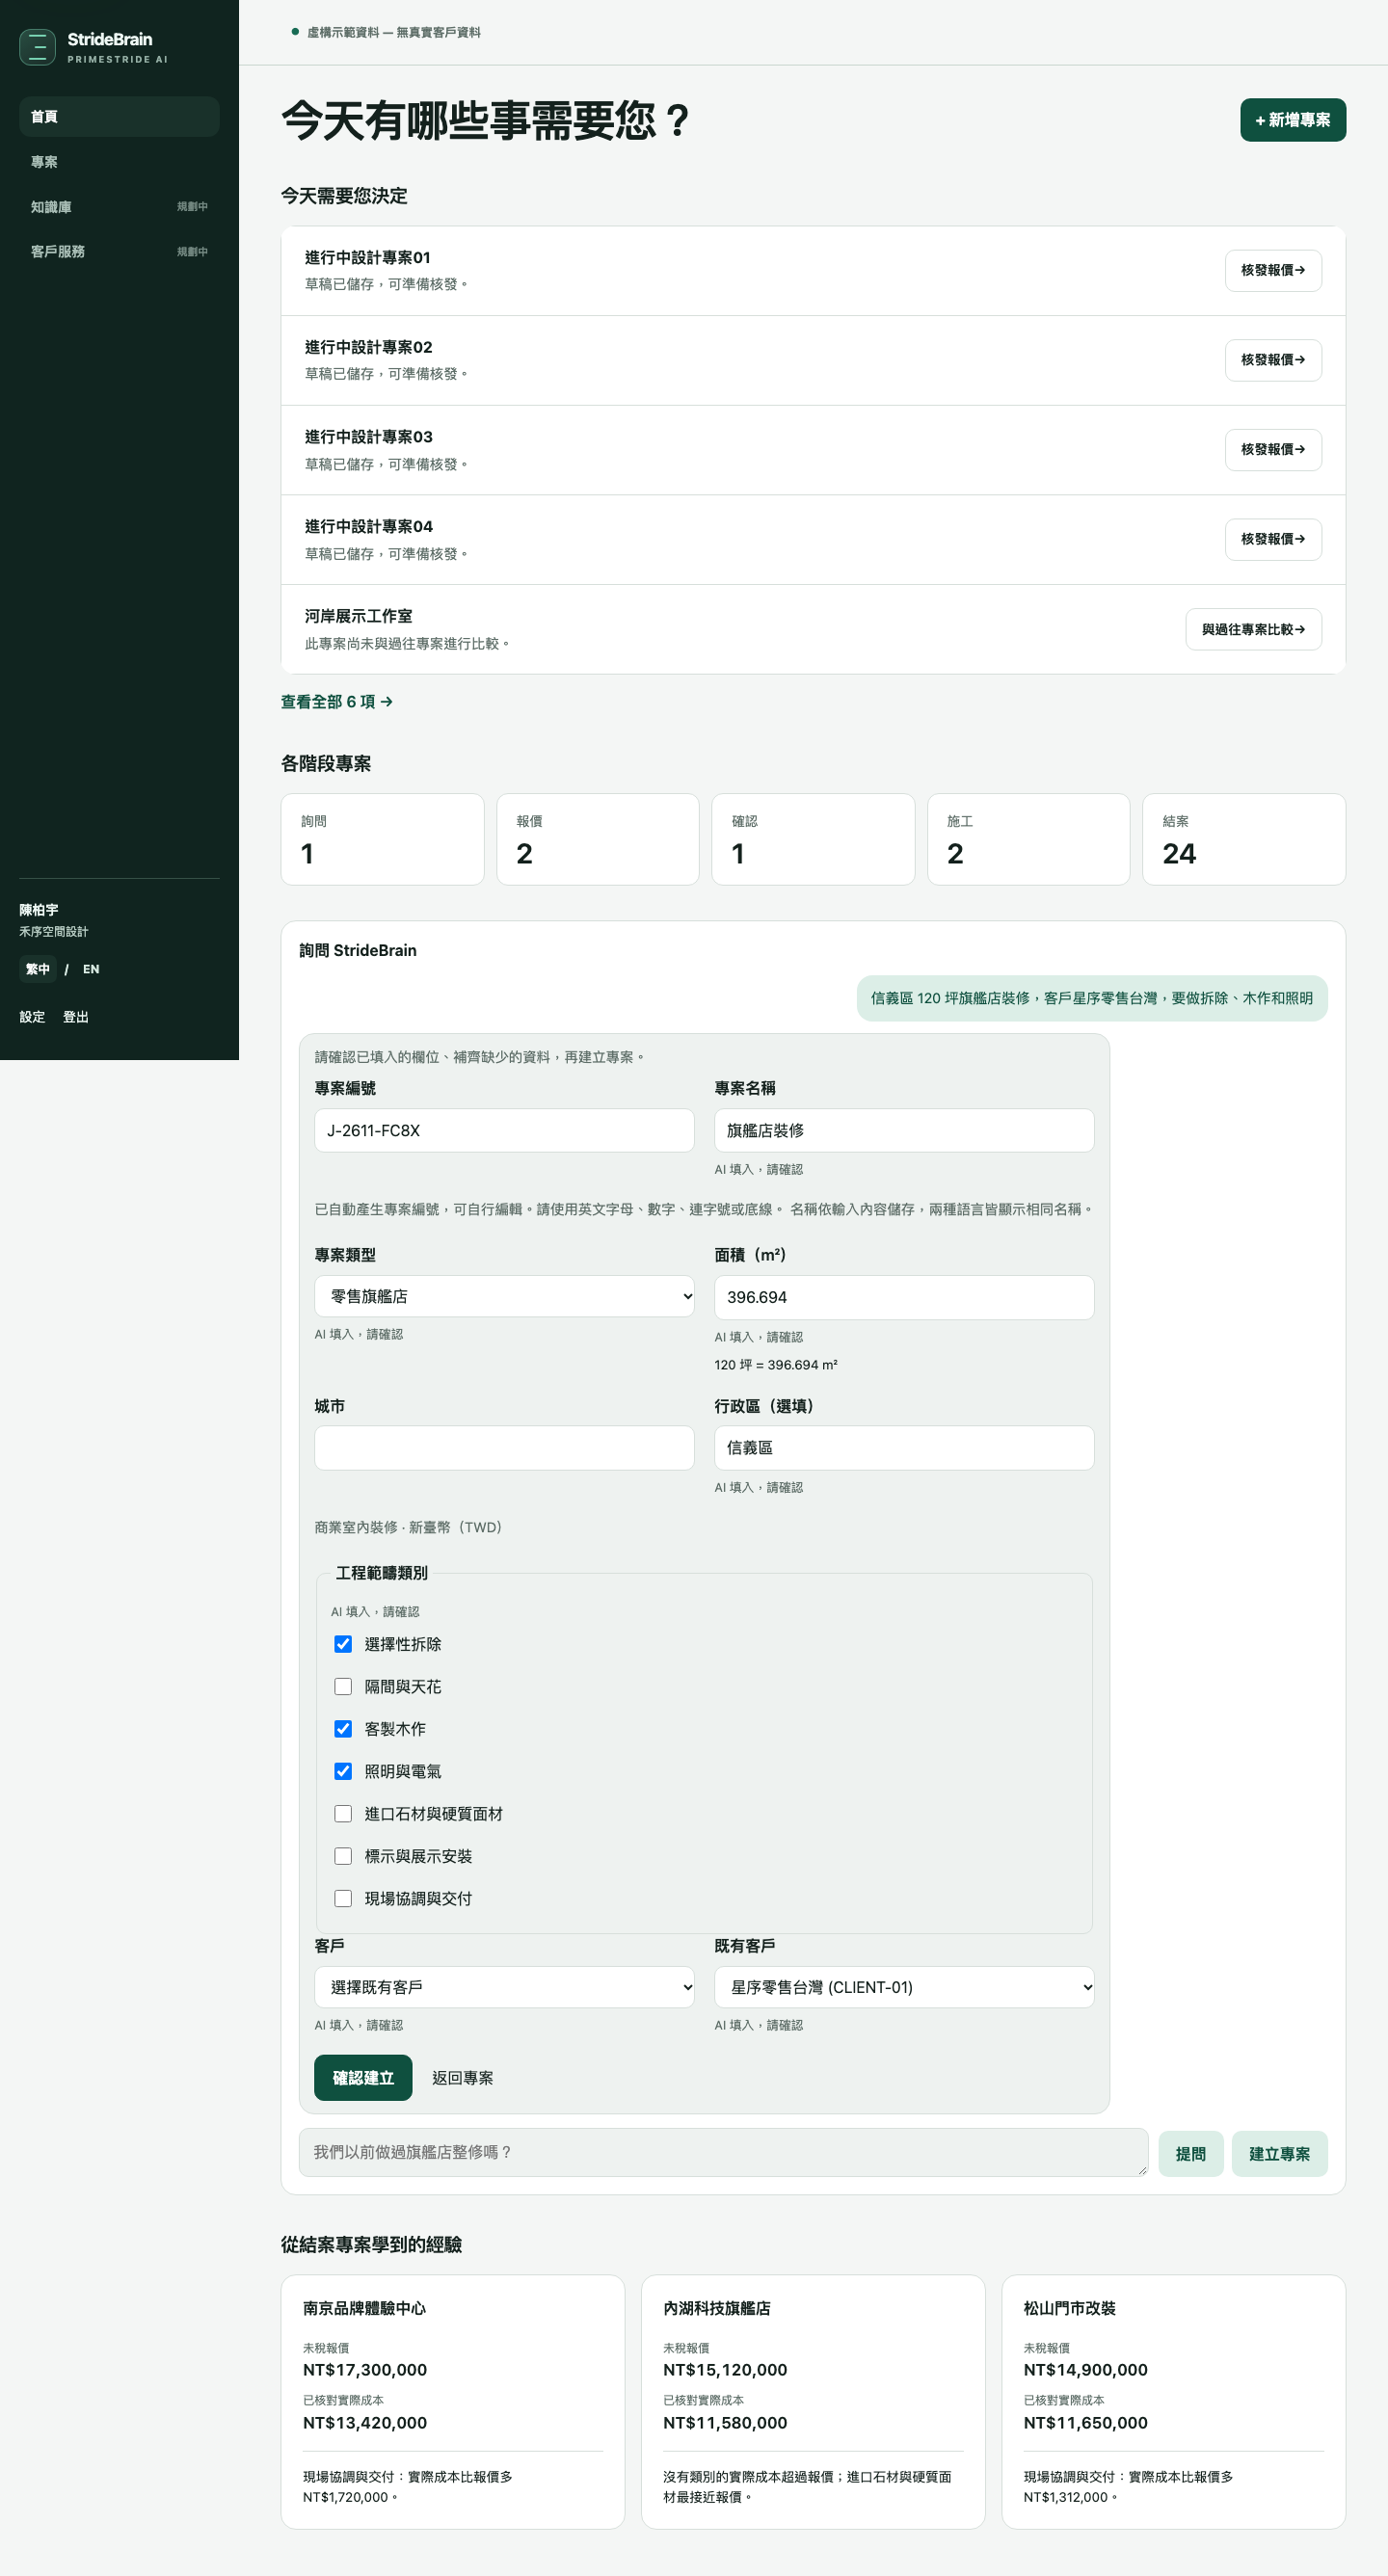 StrideBrain
PRIMESTRIDE AI
首頁
專案
知識庫 規劃中
客戶服務 規劃中
陳柏宇
禾序空間設計
繁中 / EN
設定 登出
虛構示範資料 — 無真實客戶資料
今天有哪些事需要您？
+ 新增專案
今天需要您決定
進行中設計專案01
草稿已儲存，可準備核發。
核發報價→
進行中設計專案02
草稿已儲存，可準備核發。
核發報價→
進行中設計專案03
草稿已儲存，可準備核發。
核發報價→
進行中設計專案04
草稿已儲存，可準備核發。
核發報價→
河岸展示工作室
此專案尚未與過往專案進行比較。
與過往專案比較→
查看全部 6 項 →
各階段專案
詢問
1
報價
2
確認
1
施工
2
結案
24
詢問 StrideBrain
信義區 120 坪旗艦店裝修，客戶星序零售台灣，要做拆除、木作和照明
請確認已填入的欄位、補齊缺少的資料，再建立專案。
專案編號
J-2611-FC8X
專案名稱
旗艦店裝修
AI 填入，請確認
已自動產生專案編號，可自行編輯。請使用英文字母、數字、連字號或底線。 名稱依輸入內容儲存，兩種語言皆顯示相同名稱。
專案類型
零售旗艦店
AI 填入，請確認
面積（m²）
396.694
AI 填入，請確認
120 坪 = 396.694 m²
城市
行政區（選填）
信義區
AI 填入，請確認
商業室內裝修 · 新臺幣（TWD）
工程範疇類別
AI 填入，請確認
選擇性拆除
隔間與天花
客製木作
照明與電氣
進口石材與硬質面材
標示與展示安裝
現場協調與交付
客戶
選擇既有客戶
AI 填入，請確認
既有客戶
星序零售台灣 (CLIENT-01)
AI 填入，請確認
確認建立
返回專案
我們以前做過旗艦店整修嗎？
提問
建立專案
從結案專案學到的經驗
南京品牌體驗中心
未稅報價
NT$17,300,000
已核對實際成本
NT$13,420,000
現場協調與交付：實際成本比報價多
NT$1,720,000。
內湖科技旗艦店
未稅報價
NT$15,120,000
已核對實際成本
NT$11,580,000
沒有類別的實際成本超過報價；進口石材與硬質面
材最接近報價。
松山門市改裝
未稅報價
NT$14,900,000
已核對實際成本
NT$11,650,000
現場協調與交付：實際成本比報價多
NT$1,312,000。